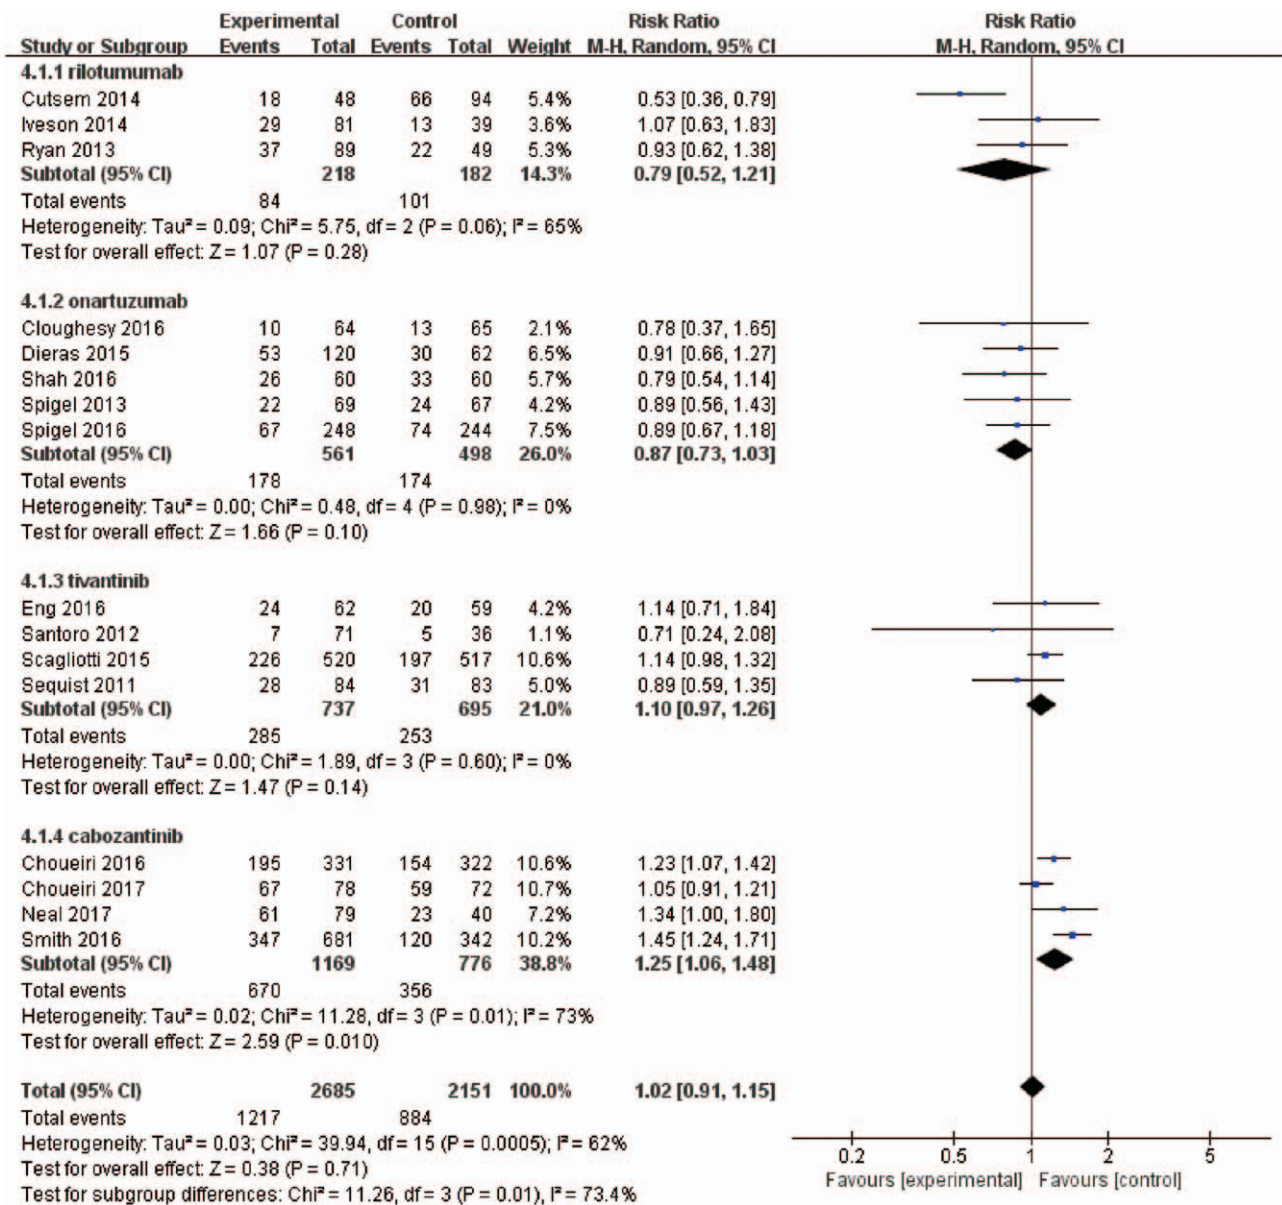 Experimental Control Risk Ratio Risk Ratio
Study or Subgroup Events Total Events Total Weight M-H, Random, 95% CI M-H, Random, 95% CI
4.1.1 rilotumumab
Cutsem 2014 18 48 66 94 5.4% 0.53 [0.36, 0.79]
Iveson 2014 29 81 13 39 3.6% 1.07 [0.63, 1.83]
Ryan 2013 37 89 22 49 5.3% 0.93 [0.62, 1.38]
Subtotal (95% CI) 218 182 14.3% 0.79 [0.52, 1.21]
Total events 84 101
Heterogeneity: Tau² = 0.09; Chi² = 5.75, df = 2 (P = 0.06); I² = 65%
Test for overall effect: Z = 1.07 (P = 0.28)
4.1.2 onartuzumab
Cloughesy 2016 10 64 13 65 2.1% 0.78 [0.37, 1.65]
Dieras 2015 53 120 30 62 6.5% 0.91 [0.66, 1.27]
Shah 2016 26 60 33 60 5.7% 0.79 [0.54, 1.14]
Spigel 2013 22 69 24 67 4.2% 0.89 [0.56, 1.43]
Spigel 2016 67 248 74 244 7.5% 0.89 [0.67, 1.18]
Subtotal (95% CI) 561 498 26.0% 0.87 [0.73, 1.03]
Total events 178 174
Heterogeneity: Tau² = 0.00; Chi² = 0.48, df = 4 (P = 0.98); I² = 0%
Test for overall effect: Z = 1.66 (P = 0.10)
4.1.3 tivantinib
Eng 2016 24 62 20 59 4.2% 1.14 [0.71, 1.84]
Santoro 2012 7 71 5 36 1.1% 0.71 [0.24, 2.08]
Scagliotti 2015 226 520 197 517 10.6% 1.14 [0.98, 1.32]
Sequist 2011 28 84 31 83 5.0% 0.89 [0.59, 1.35]
Subtotal (95% CI) 737 695 21.0% 1.10 [0.97, 1.26]
Total events 285 253
Heterogeneity: Tau² = 0.00; Chi² = 1.89, df = 3 (P = 0.60); I² = 0%
Test for overall effect: Z = 1.47 (P = 0.14)
4.1.4 cabozantinib
Choueiri 2016 195 331 154 322 10.6% 1.23 [1.07, 1.42]
Choueiri 2017 67 78 59 72 10.7% 1.05 [0.91, 1.21]
Neal 2017 61 79 23 40 7.2% 1.34 [1.00, 1.80]
Smith 2016 347 681 120 342 10.2% 1.45 [1.24, 1.71]
Subtotal (95% CI) 1169 776 38.8% 1.25 [1.06, 1.48]
Total events 670 356
Heterogeneity: Tau² = 0.02; Chi² = 11.28, df = 3 (P = 0.01); I² = 73%
Test for overall effect: Z = 2.59 (P = 0.010)
Total (95% CI) 2685 2151 100.0% 1.02 [0.91, 1.15]
Total events 1217 884
Heterogeneity: Tau² = 0.03; Chi² = 39.94, df = 15 (P = 0.0005); I² = 62%
Test for overall effect: Z = 0.38 (P = 0.71)
Test for subgroup differences: Chi² = 11.26, df = 3 (P = 0.01), I² = 73.4%
0.2 0.5 1 2 5
Favours [experimental] Favours [control]